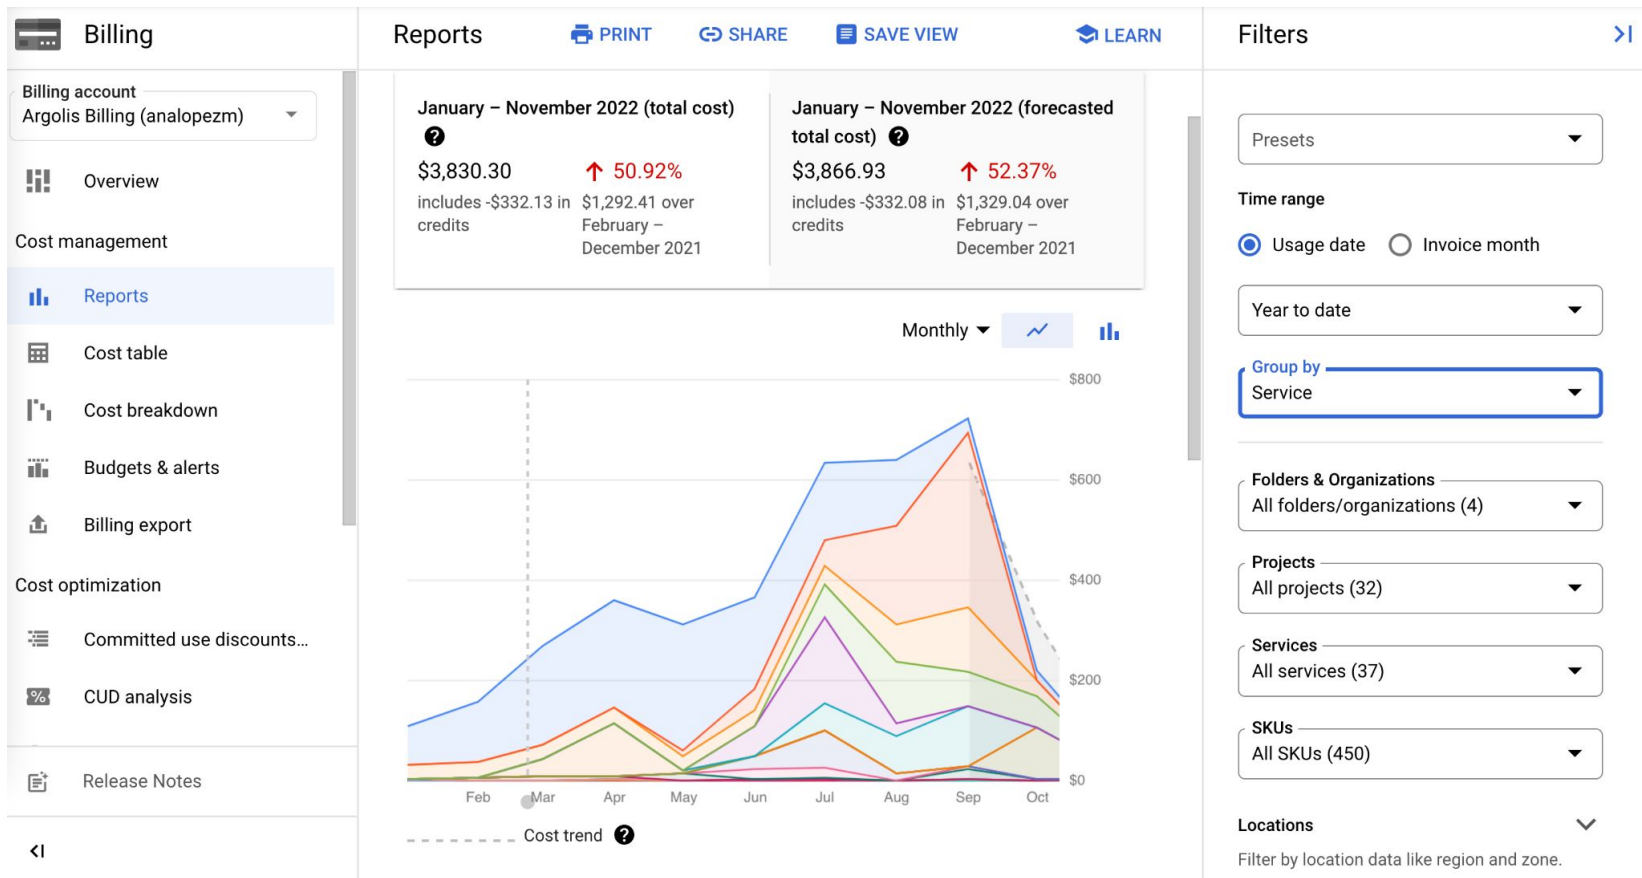 Billing
Billing account
Argolis Billing (analopezm)
Overview
Cost management
Reports
Cost table
Cost breakdown
Budgets & alerts
Billing export
Cost optimization
Committed use discounts...
CUD analysis
Release Notes
Reports
PRINT
SHARE
SAVE VIEW
LEARN
January – November 2022 (total cost)
$3,830.30
includes -$332.13 in
credits
50.92%
$1,292.41 over
February –
December 2021
January – November 2022 (forecasted
total cost)
$3,866.93
includes -$332.08 in
credits
52.37%
$1,329.04 over
February –
December 2021
Monthly
$800
$600
$400
$200
$0
Feb Mar Apr May Jun Jul Aug Sep Oct
Cost trend
Filters
Presets
Time range
Usage date
Invoice month
Year to date
Group by
Service
Folders & Organizations
All folders/organizations (4)
Projects
All projects (32)
Services
All services (37)
SKUs
All SKUs (450)
Locations
Filter by location data like region and zone.